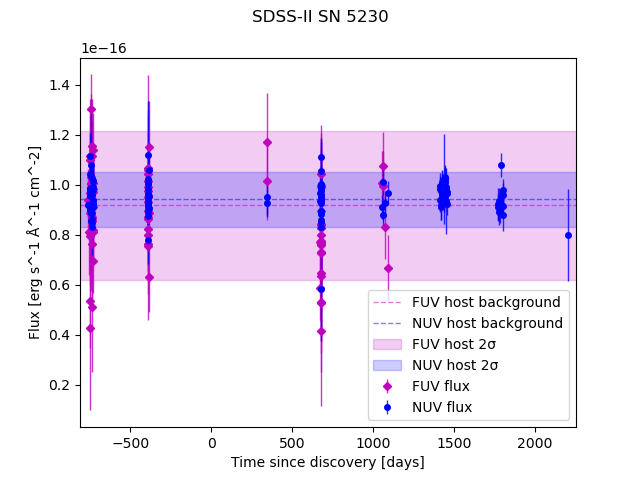 SDSS-II SN 5230
1e−16
1.4
1.2
1.0
0.8
0.6
0.4
0.2
Flux [erg s^-1 Å^-1 cm^-2]
FUV host background
NUV host background
FUV host 2σ
NUV host 2σ
FUV flux
NUV flux
−500 0 500 1000 1500 2000
Time since discovery [days]